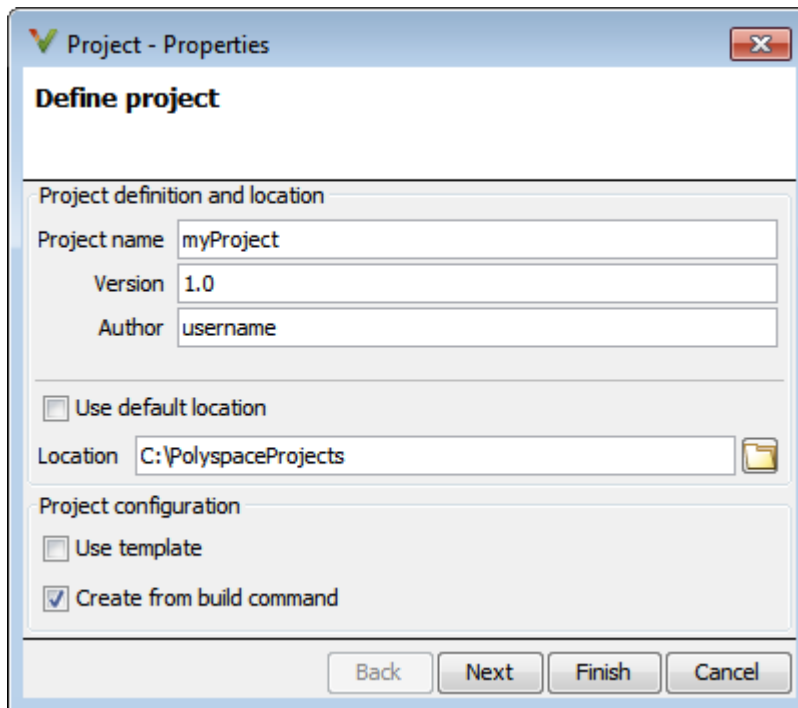 Project - Properties
Define project
Project definition and location
Project name myProject
Version 1.0
Author username
Use default location
Location C:\PolyspaceProjects
Project configuration
Use template
Create from build command
Back Next Finish Cancel